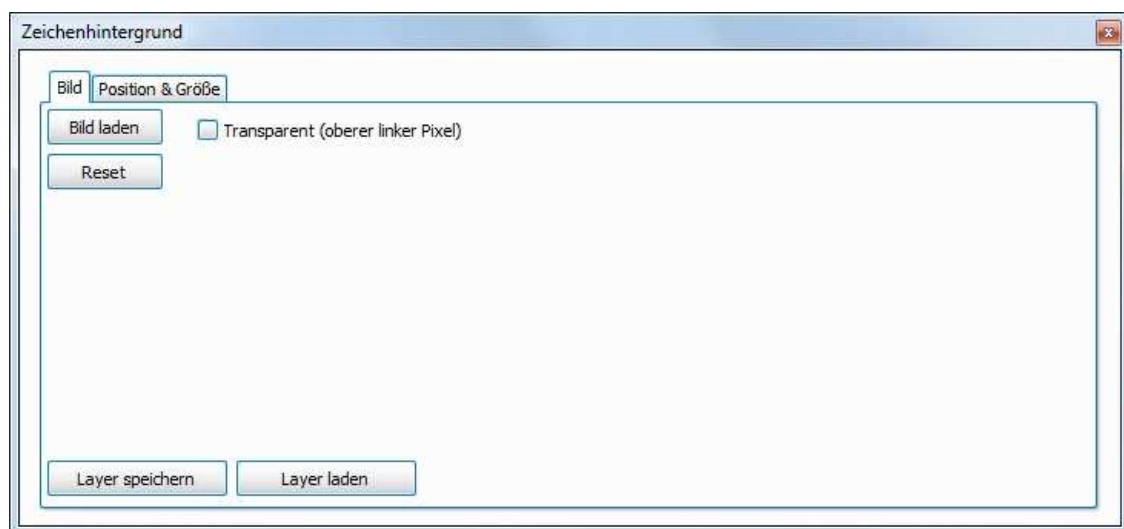 Zeichenhintergrund
Bild Position & Größe
Bild laden Transparent (oberer linker Pixel)
Reset
Layer speichern Layer laden